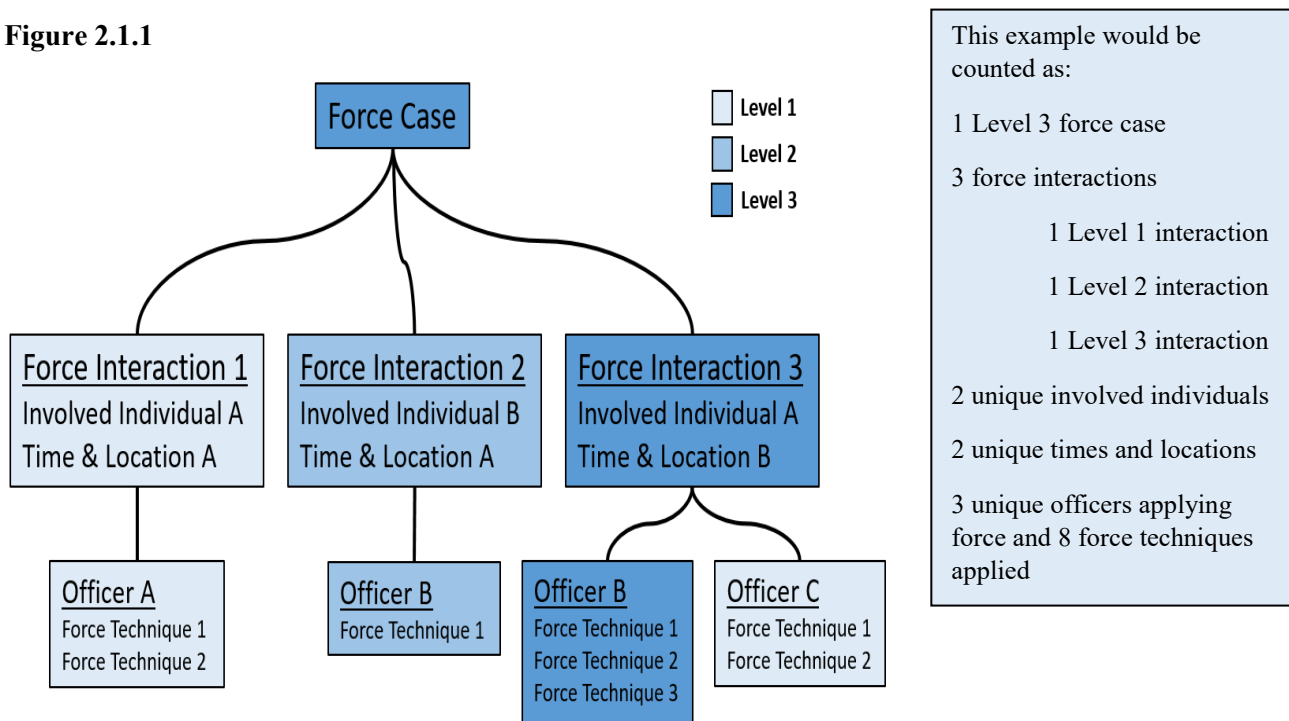 Figure 2.1.1
Force Case
Level 1
Level 2
Level 3
Force Interaction 1
Involved Individual A
Time & Location A
Force Interaction 2
Involved Individual B
Time & Location A
Force Interaction 3
Involved Individual A
Time & Location B
Officer A
Force Technique 1
Force Technique 2
Officer B
Force Technique 1
Officer B
Force Technique 1
Force Technique 2
Force Technique 3
Officer C
Force Technique 1
Force Technique 2
This example would be
counted as:
1 Level 3 force case
3 force interactions
1 Level 1 interaction
1 Level 2 interaction
1 Level 3 interaction
2 unique involved individuals
2 unique times and locations
3 unique officers applying
force and 8 force techniques
applied